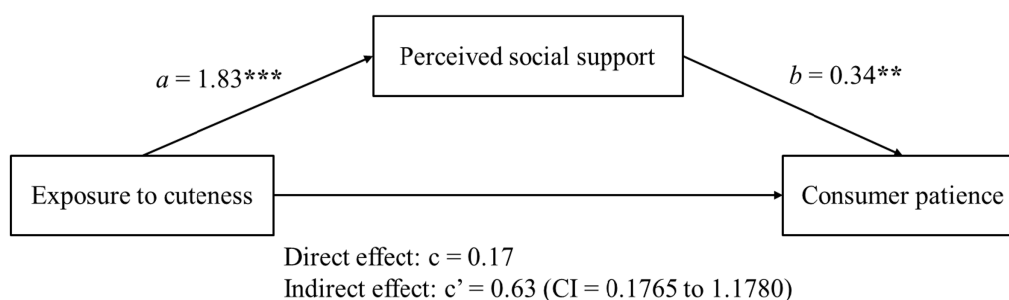 Perceived social support
a = 1.83***
b = 0.34**
Exposure to cuteness
Consumer patience
Direct effect: c = 0.17
Indirect effect: c’ = 0.63 (CI = 0.1765 to 1.1780)